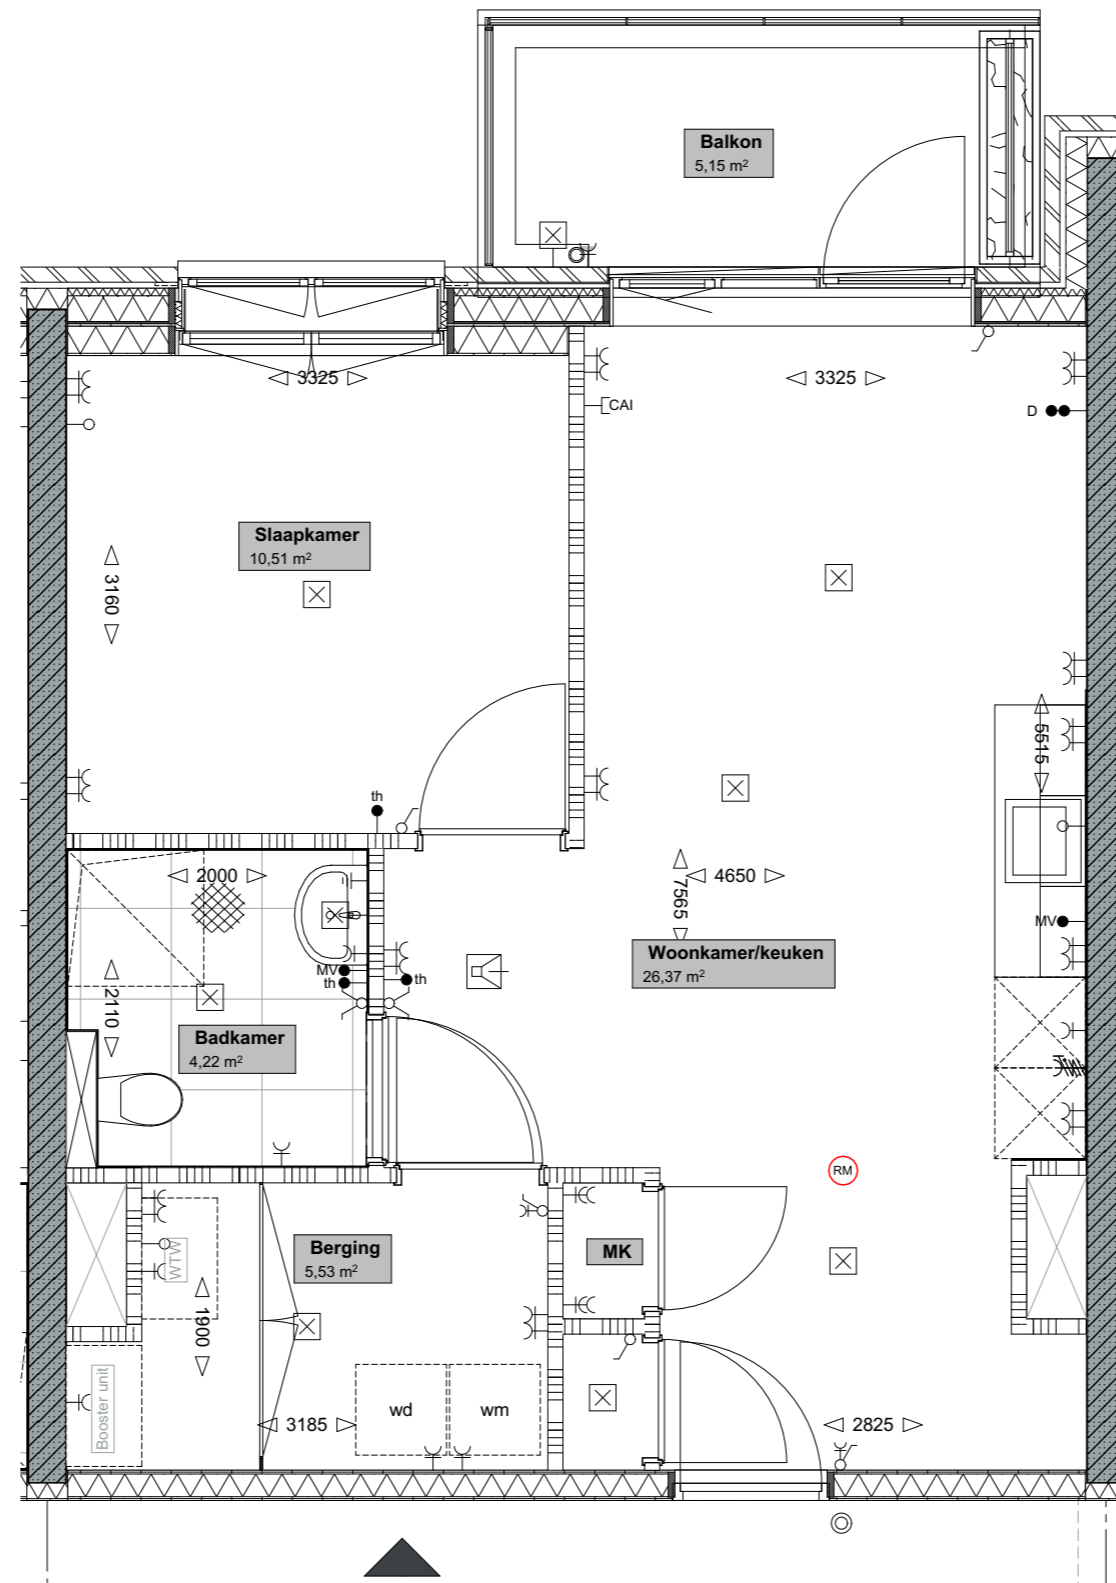 Balkon
5,15 m²
3325
3325
CAI
D
Slaapkamer
10,51 m²
3160
5515
th
2000
7565
4650
MV
Woonkamer/keuken
26,37 m²
MV
th
th
2110
Badkamer
4,22 m²
RM
WTW
Berging
5,53 m²
MK
1900
Booster unit
wd
wm
3185
2825